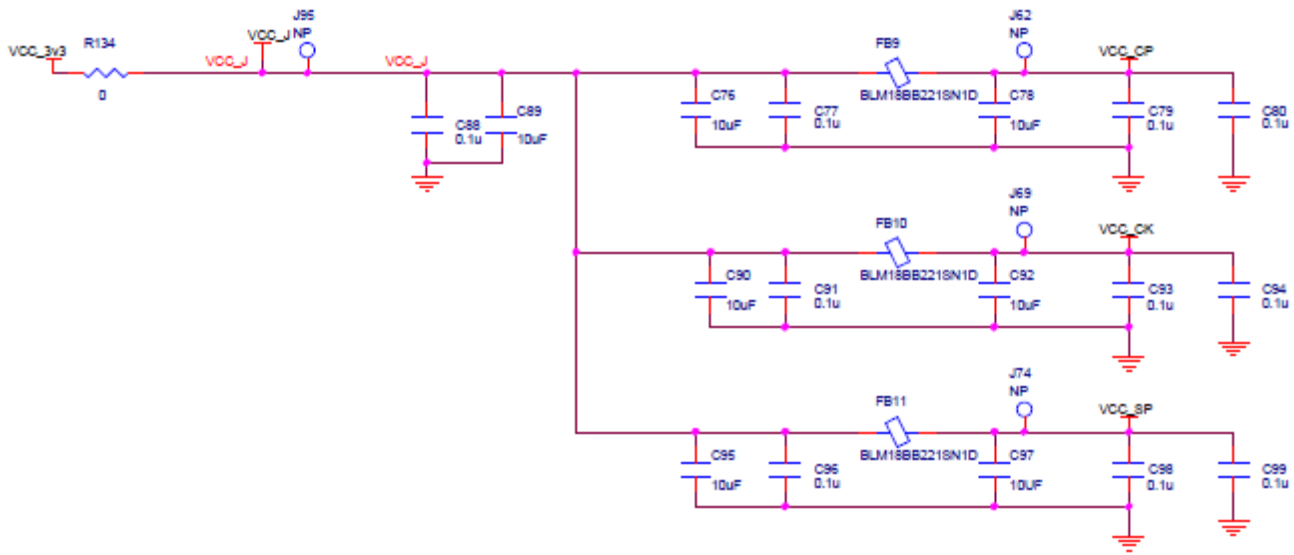 VCC_3v3
R134
0
VCC_J
VCC_J
J95
NP
VCC_J
C88
0.1u
C89
10uF
C76
10uF
C77
0.1u
FB9
BLM18BB221SN1D
J62
NP
C78
10uF
VCC_CP
C79
0.1u
C80
0.1u
C90
10uF
C91
0.1u
FB10
BLM18BB221SN1D
J69
NP
C92
10uF
VCC_CK
C93
0.1u
C94
0.1u
C95
10uF
C96
0.1u
FB11
BLM18BB221SN1D
J74
NP
C97
10UF
VCC_SP
C98
0.1u
C99
0.1u